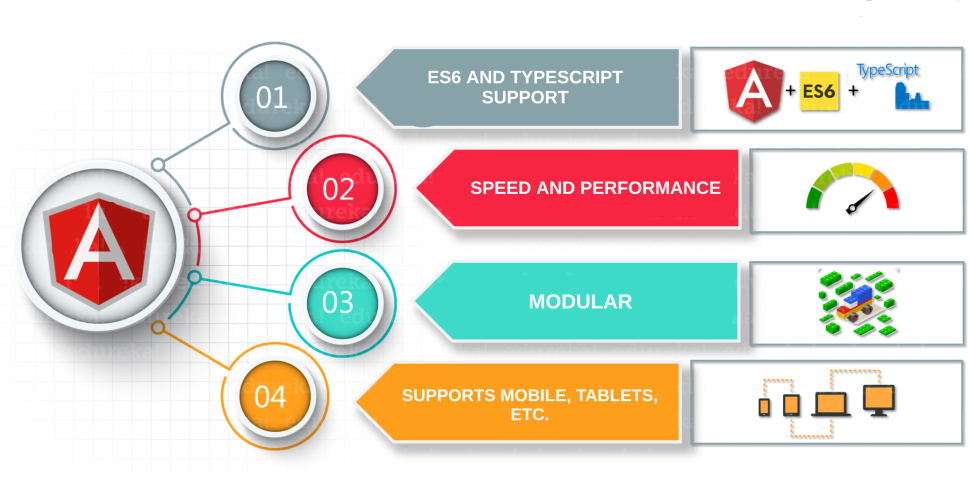 01
ES6 AND TYPESCRIPT
SUPPORT
A + ES6 + TypeScript
02
SPEED AND PERFORMANCE
A
03
MODULAR
04
SUPPORTS MOBILE, TABLETS,
ETC.